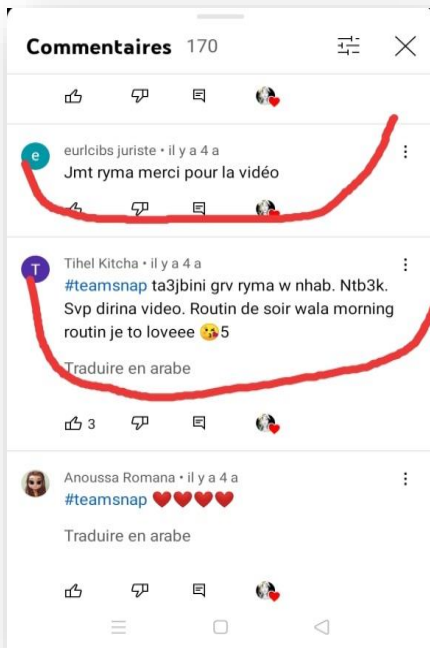 Commentaires 170
eurlcibs juriste • il y a 4 a
Jmt ryma merci pour la vidéo
Tihel Kitcha • il y a 4 a
#teamsnap ta3jbini grv ryma w nhab. Ntb3k.
Svp dirina video. Routin de soir wala morning
routin je to loveee 😘5
Traduire en arabe
3
Anoussa Romana • il y a 4 a
#teamsnap ❤️❤️❤️❤️
Traduire en arabe